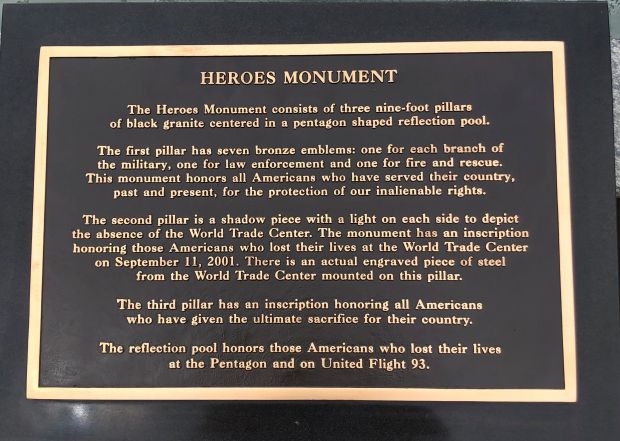 HEROES MONUMENT
The Heroes Monument consists of three nine-foot pillars
of black granite centered in a pentagon shaped reflection pool.
The first pillar has seven bronze emblems: one for each branch of
the military, one for law enforcement and one for fire and rescue.
This monument honors all Americans who have served their country,
past and present, for the protection of our inalienable rights.
The second pillar is a shadow piece with a light on each side to depict
the absence of the World Trade Center. The monument has an inscription
honoring those Americans who lost their lives at the World Trade Center
on September 11, 2001. There is an actual engraved piece of steel
from the World Trade Center mounted on this pillar.
The third pillar has an inscription honoring all Americans
who have given the ultimate sacrifice for their country.
The reflection pool honors those Americans who lost their lives
at the Pentagon and on United Flight 93.